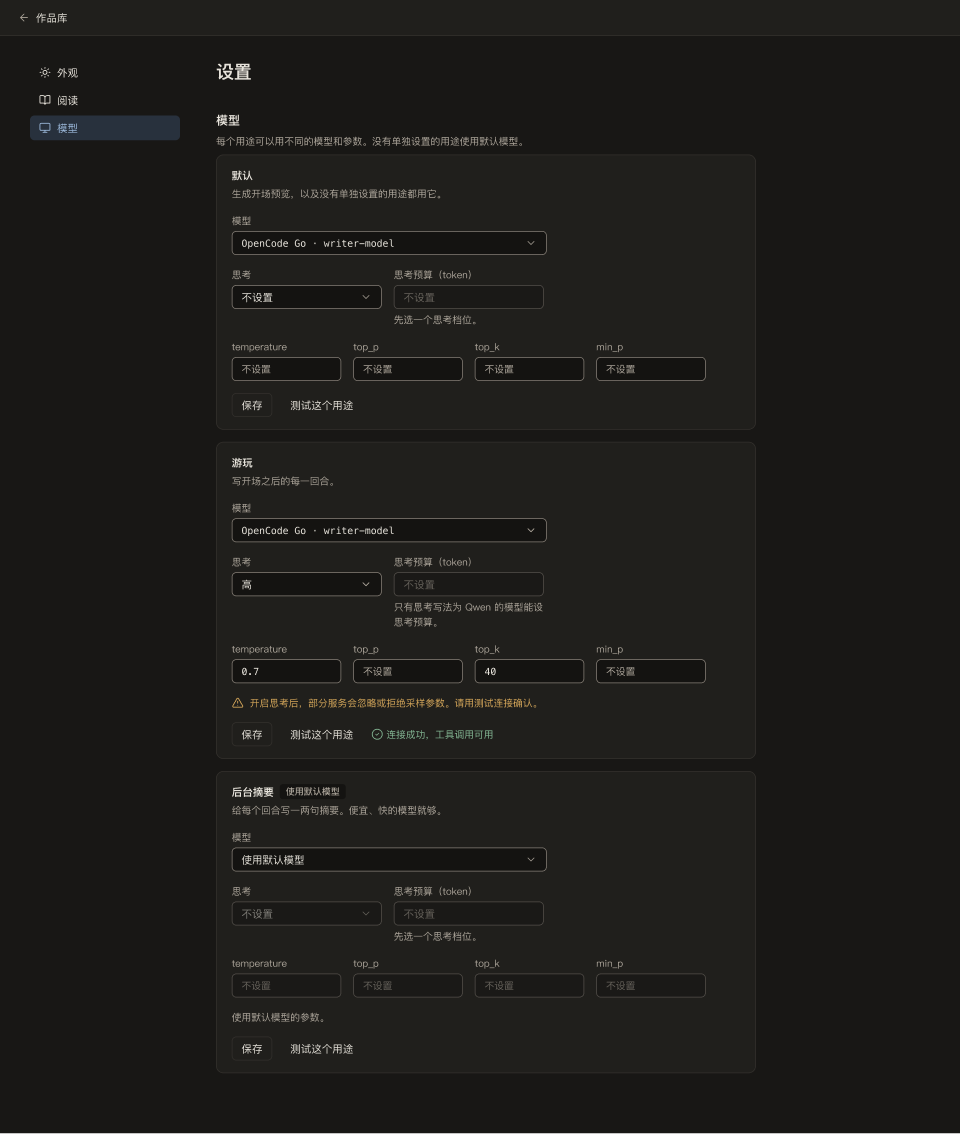 作品库
外观
阅读
模型
设置
模型
每个用途可以用不同的模型和参数。没有单独设置的用途使用默认模型。
默认
生成开场预览，以及没有单独设置的用途都用它。
模型
OpenCode Go · writer-model
思考 思考预算（token）
不设置 不设置
先选一个思考档位。
temperature top_p top_k min_p
不设置 不设置 不设置 不设置
保存 测试这个用途
游玩
写开场之后的每一回合。
模型
OpenCode Go · writer-model
思考 思考预算（token）
高 不设置
只有思考写法为 Qwen 的模型能设
思考预算。
temperature top_p top_k min_p
0.7 不设置 40 不设置
开启思考后，部分服务会忽略或拒绝采样参数。请用测试连接确认。
保存 测试这个用途 连接成功，工具调用可用
后台摘要 使用默认模型
给每个回合写一两句摘要。便宜、快的模型就够。
模型
使用默认模型
思考 思考预算（token）
不设置 不设置
先选一个思考档位。
temperature top_p top_k min_p
不设置 不设置 不设置 不设置
使用默认模型的参数。
保存 测试这个用途